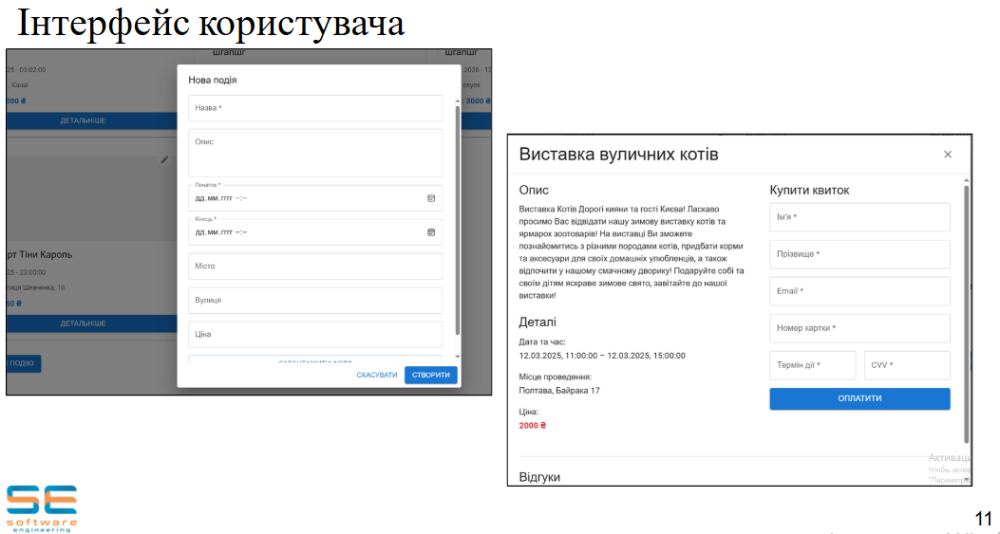 Інтерфейс користувача
шгапшг
шгапшг
25 - 03:02:00
.2026 - 12
, Канаї
екуек
000 ₴
: 3000 ₴
ДЕТАЛЬНІШЕ
рт Тіни Кароль
25 - 23:00:00
лиця Шевченка, 10
50 ₴
ДЕТАЛЬНІШЕ
ПОДІЮ
Нова подія
Назва *
Опис
Початок *
дд.мм.гггг --:--
Кінець *
дд.мм.гггг --:--
Місто
Вулиця
Ціна
ЗАВАНТАЖИТИ ФОТО
СКАСУВАТИ
СТВОРИТИ
Виставка вуличних котів
Опис
Виставка Котів Дорогі кияни та гості Києва! Ласкаво
просимо Вас відвідати нашу зимову виставку котів та
ярмарок зоотоварів! На виставці Ви зможете
познайомитись з різними породами котів, придбати корми
та аксесуари для своїх домашніх улюбленців, а також
відпочити у нашому смачному дворику! Подаруйте собі та
своїм дітям яскраве зимове свято, завітайте до нашої
виставки!
Деталі
Дата та час:
12.03.2025, 11:00:00 – 12.03.2025, 15:00:00
Місце проведення:
Полтава, Байрака 17
Ціна:
2000 ₴
Відгуки
Купити квиток
Ім'я *
Прізвище *
Email *
Номер картки *
Термін дії *
CVV *
ОПЛАТИТИ
Активаци
Чтобы актив
"Параметры
SE
software
engineering
11